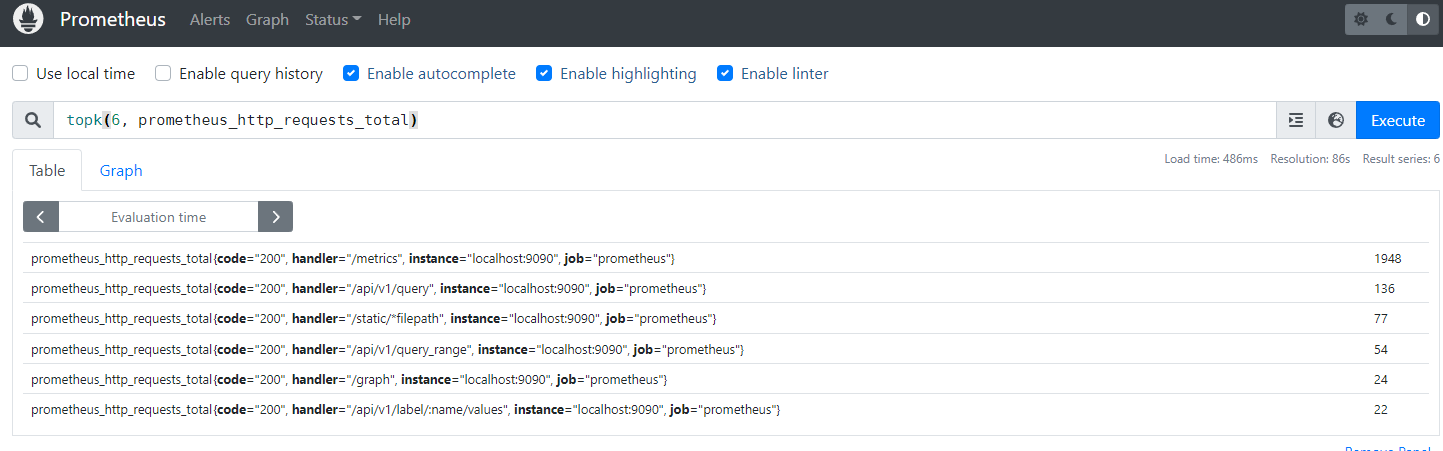 Prometheus Alerts Graph Status Help
Use local time Enable query history Enable autocomplete Enable highlighting Enable linter
topk(6, prometheus_http_requests_total) Execute
Table Graph Load time: 486ms Resolution: 86s Result series: 6
Evaluation time
prometheus_http_requests_total{code="200", handler="/metrics", instance="localhost:9090", job="prometheus"} 1948
prometheus_http_requests_total{code="200", handler="/api/v1/query", instance="localhost:9090", job="prometheus"} 136
prometheus_http_requests_total{code="200", handler="/static/*filepath", instance="localhost:9090", job="prometheus"} 77
prometheus_http_requests_total{code="200", handler="/api/v1/query_range", instance="localhost:9090", job="prometheus"} 54
prometheus_http_requests_total{code="200", handler="/graph", instance="localhost:9090", job="prometheus"} 24
prometheus_http_requests_total{code="200", handler="/api/v1/label/:name/values", instance="localhost:9090", job="prometheus"} 22
Remove Panel